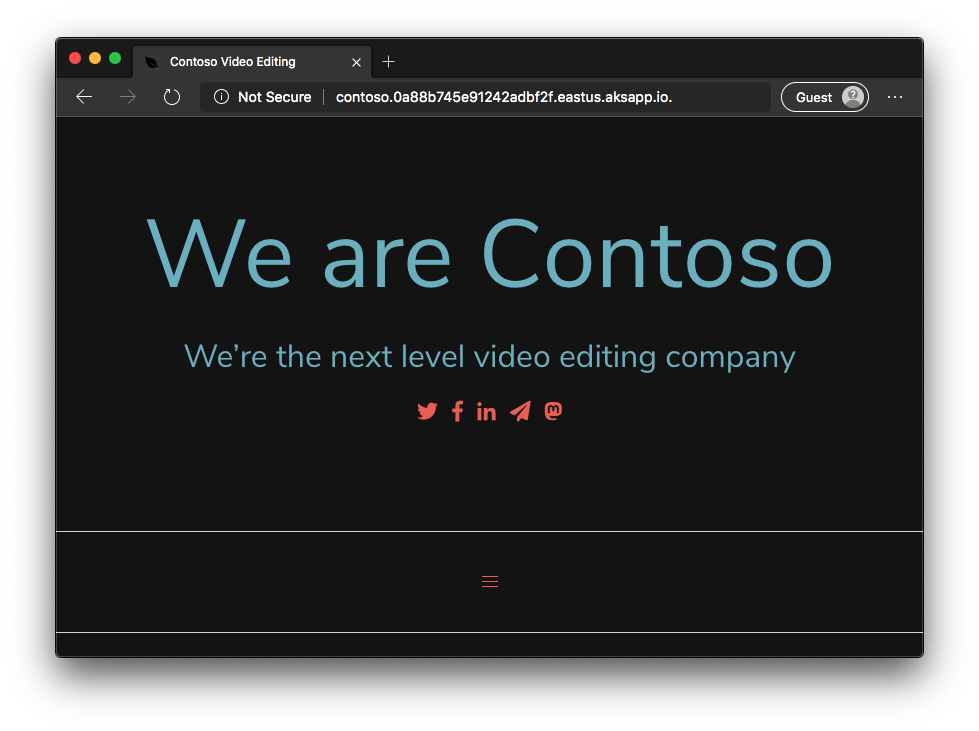 Contoso Video Editing
Not Secure
contoso.0a88b745e91242adbf2f.eastus.aksapp.io.
Guest
We are Contoso
We’re the next level video editing company